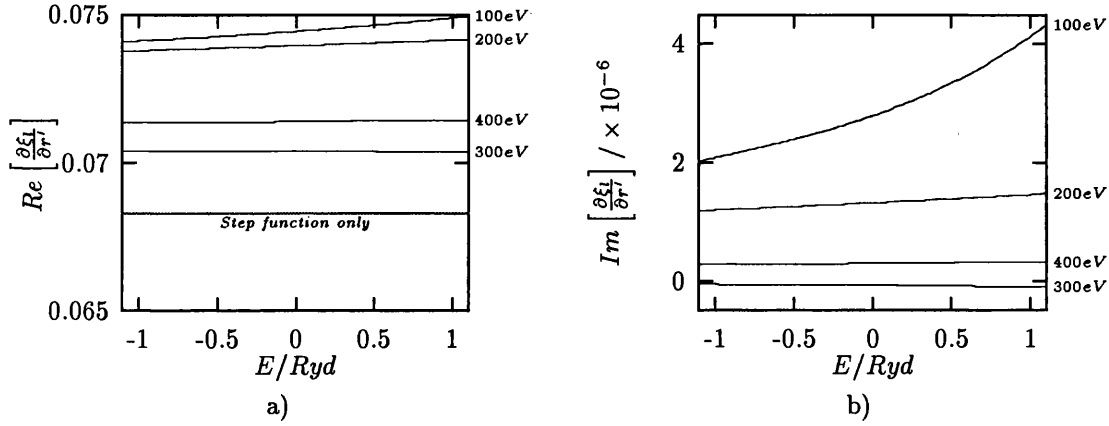 0.075
0.07
0.065
Re [∂ξl/∂r′]
100eV
200eV
400eV
300eV
Step function only
-1 -0.5 0 0.5 1
E/Ryd
a)
4
2
0
Im [∂ξl/∂r′] / × 10⁻⁶
100eV
200eV
400eV
300eV
-1 -0.5 0 0.5 1
E/Ryd
b)